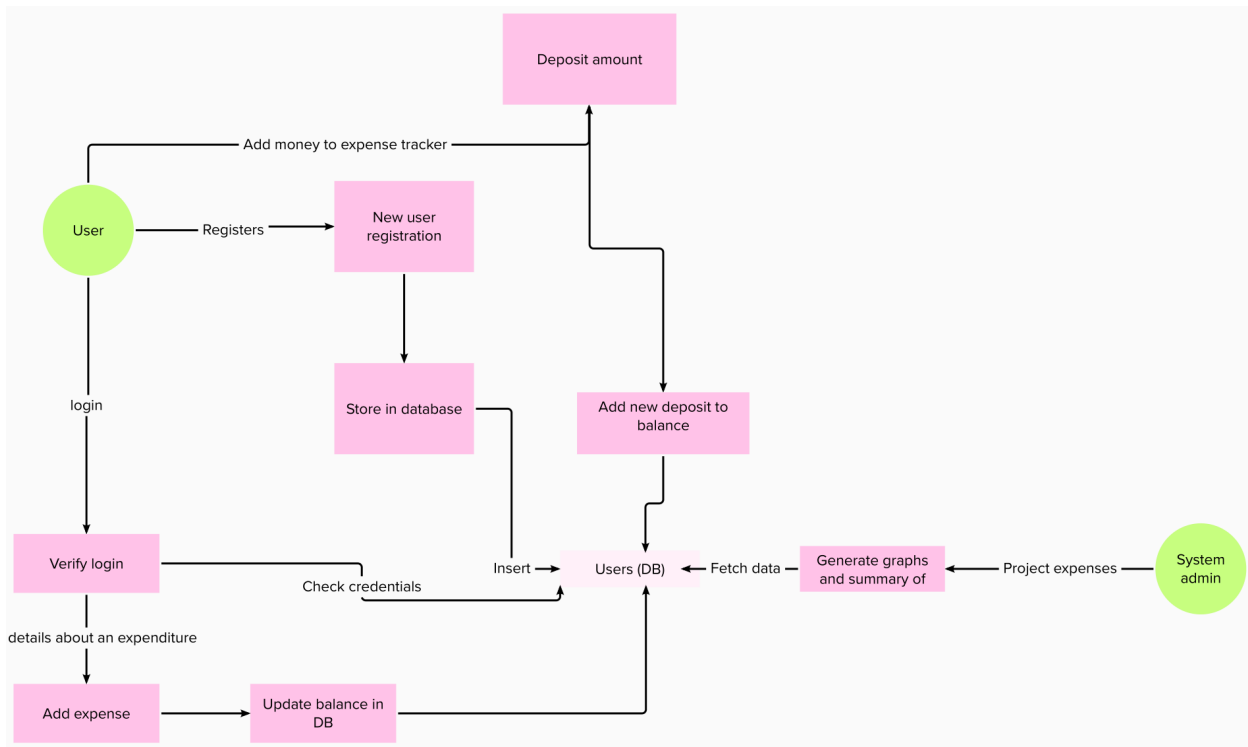 Deposit amount
Add money to expense tracker
User
Registers
New user
registration
login
Store in database
Add new deposit to
balance
Verify login
Check credentials
Insert
Users (DB)
Fetch data
Generate graphs
and summary of
Project expenses
System
admin
details about an expenditure
Add expense
Update balance in
DB